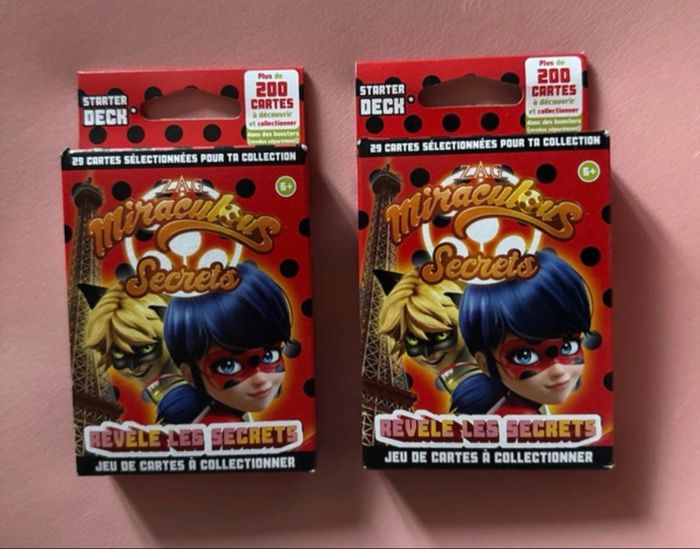 STARTER
DECK
Plus de
200
CARTES
à découvrir
et collectionner
dans des boosters
(vendus séparément)
29 CARTES SÉLECTIONNÉES POUR TA COLLECTION
6+
ZAG
Miraculous
Secrets
RÉVÈLE LES SECRETS
JEU DE CARTES À COLLECTIONNER
STARTER
DECK
Plus de
200
CARTES
à découvrir
et collectionner
dans des boosters
(vendus séparément)
29 CARTES SÉLECTIONNÉES POUR TA COLLECTION
6+
ZAG
Miraculous
Secrets
RÉVÈLE LES SECRETS
JEU DE CARTES À COLLECTIONNER